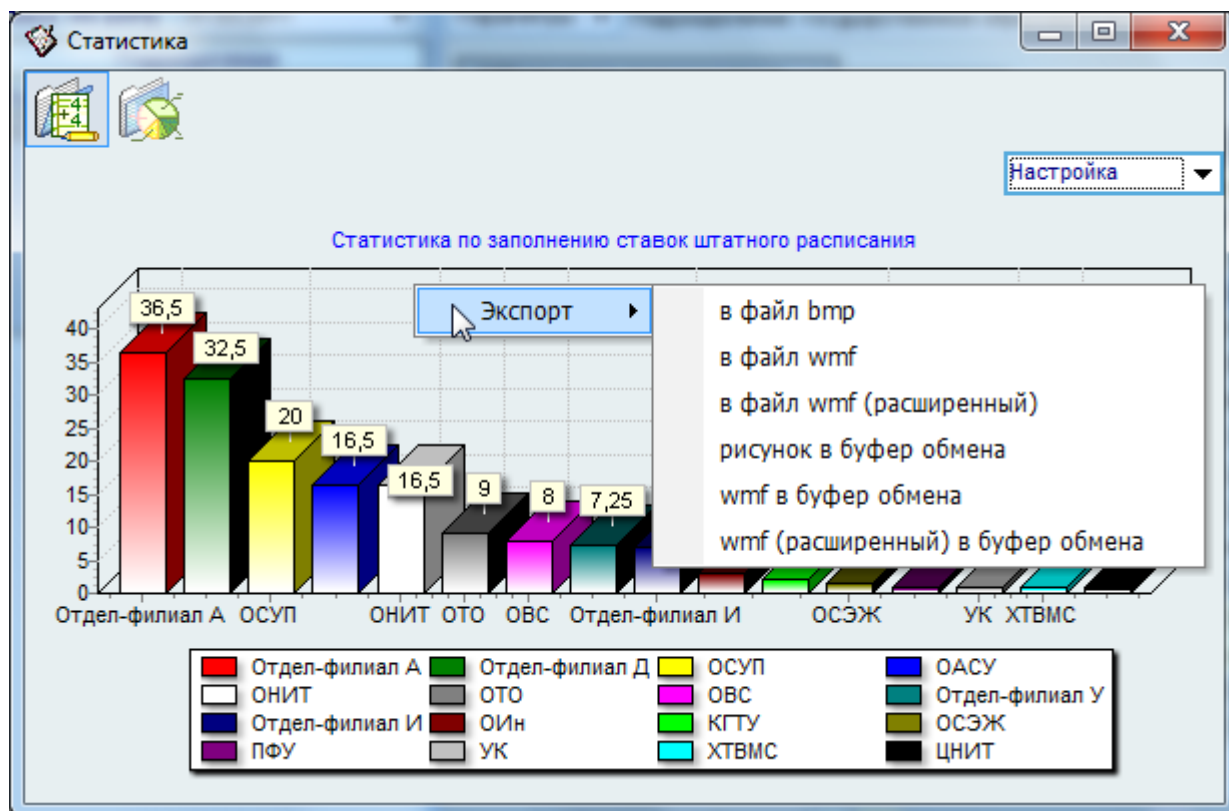 Статистика
Настройка
Статистика по заполнению ставок штатного расписания
Экспорт
в файл bmp
в файл wmf
в файл wmf (расширенный)
рисунок в буфер обмена
wmf в буфер обмена
wmf (расширенный) в буфер обмена
36,5
32,5
20
16,5
16,5
9
8
7,25
40
35
30
25
20
15
10
5
0
Отдел-филиал А ОСУП ОНИТ ОТО ОВС Отдел-филиал И ОСЭЖ УК ХТВМС
Отдел-филиал А Отдел-филиал Д ОСУП ОАСУ
ОНИТ ОТО ОВС Отдел-филиал У
Отдел-филиал И ОИн КГТУ ОСЭЖ
ПФУ УК ХТВМС ЦНИТ